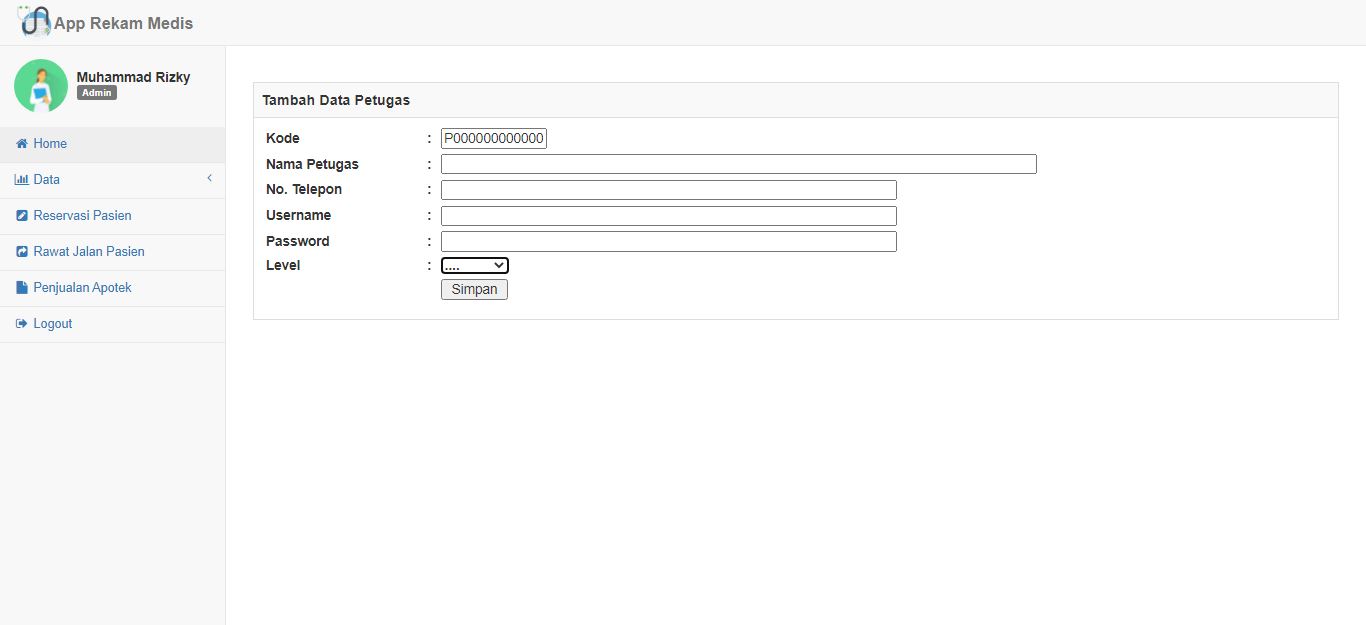 App Rekam Medis
Muhammad Rizky
Admin
Home
Data
Reservasi Pasien
Rawat Jalan Pasien
Penjualan Apotek
Logout
Tambah Data Petugas
Kode : P000000000000
Nama Petugas :
No. Telepon :
Username :
Password :
Level : ....
Simpan